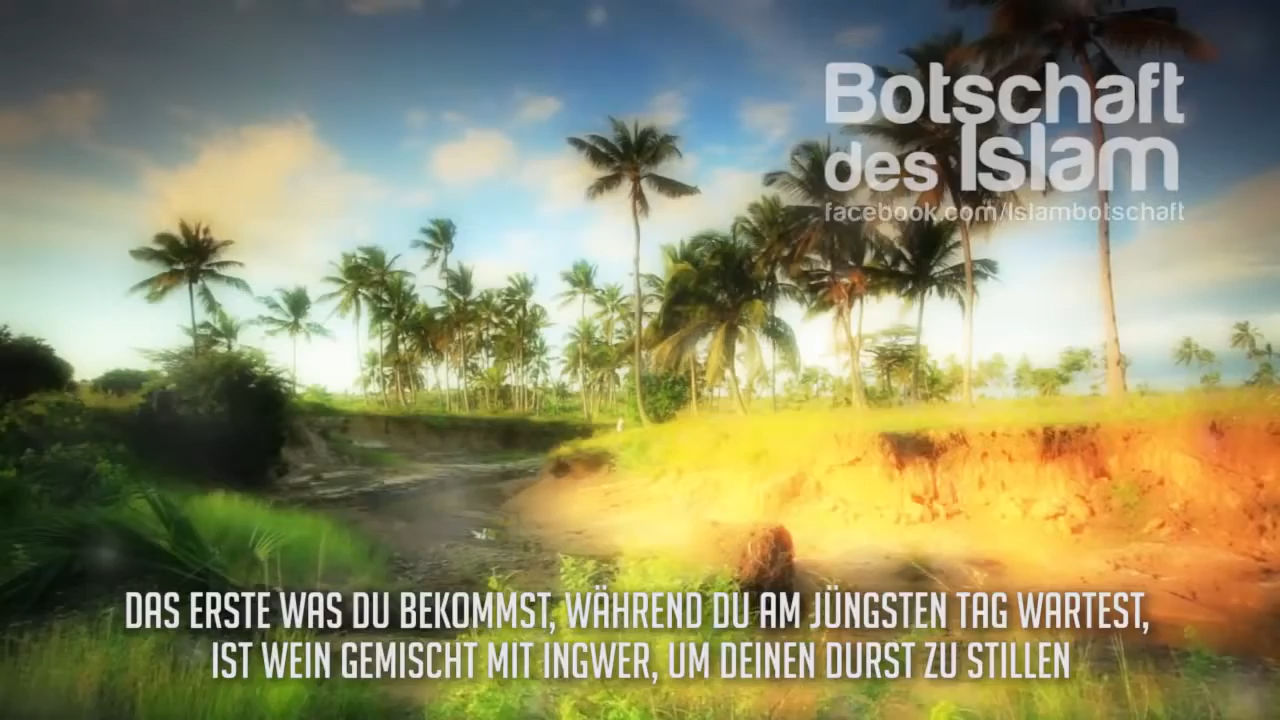 Botschaft
des Islam
facebook.com/Islambotschaft
DAS ERSTE WAS DU BEKOMMST, WÄHREND DU AM JÜNGSTEN TAG WARTEST,
IST WEIN GEMISCHT MIT INGWER, UM DEINEN DURST ZU STILLEN